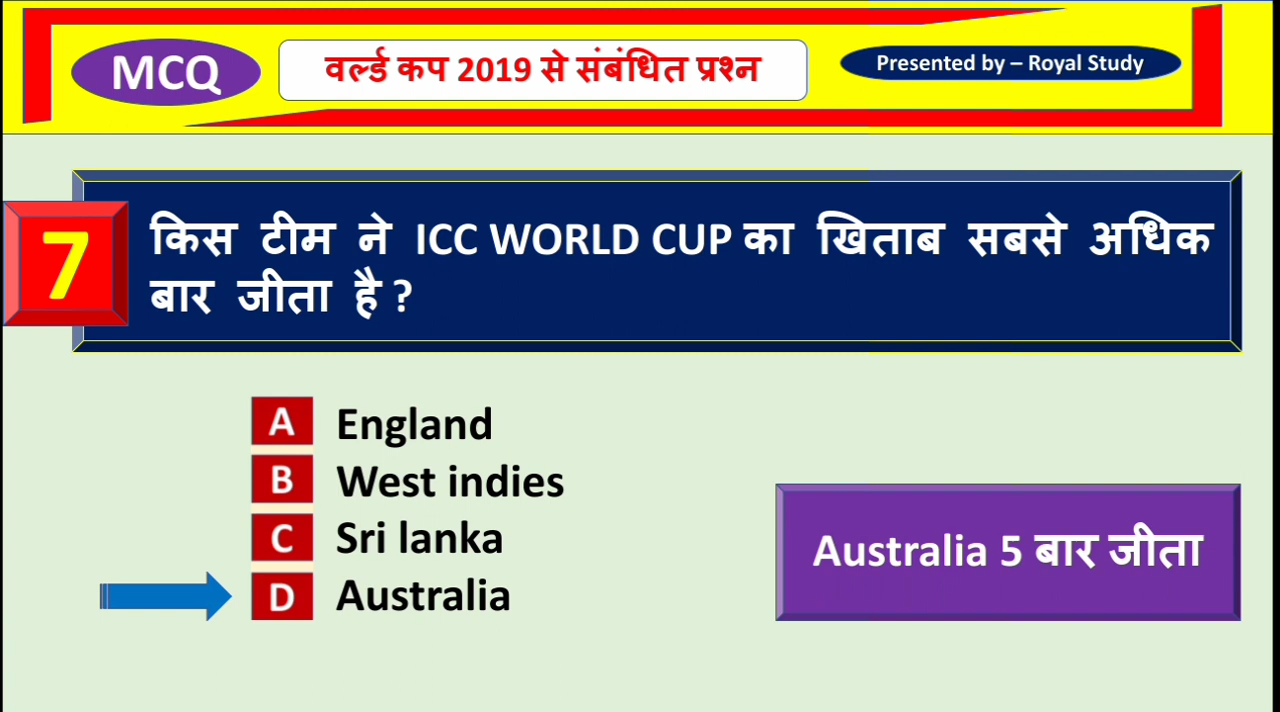 MCQ
वर्ल्ड कप 2019 से संबंधित प्रश्न
Presented by – Royal Study
7
किस टीम ने ICC WORLD CUP का खिताब सबसे अधिक
बार जीता है ?
A England
B West indies
C Sri lanka
D Australia
Australia 5 बार जीता